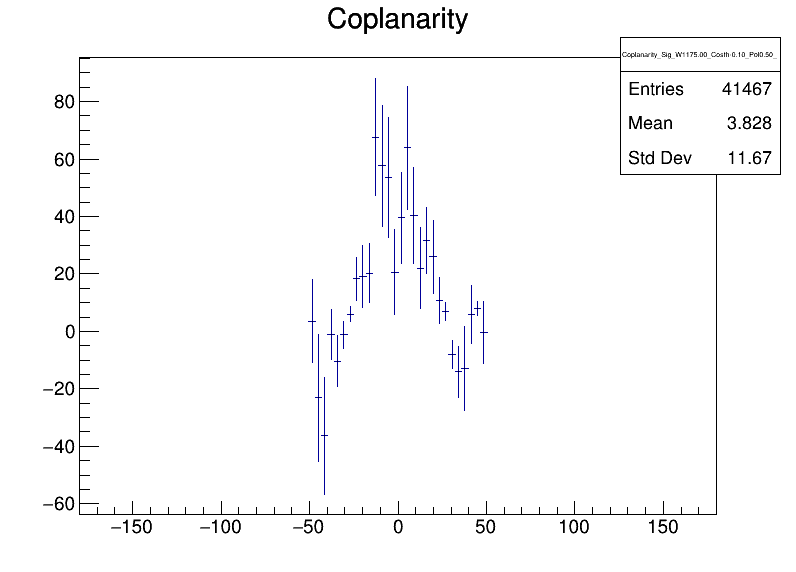 Coplanarity
Coplanarity_Sig_W1175.00_Costh-0.10_Pol0.50_
Entries 41467
Mean 3.828
Std Dev 11.67
80
60
40
20
0
−20
−40
−60
−150 −100 −50 0 50 100 150